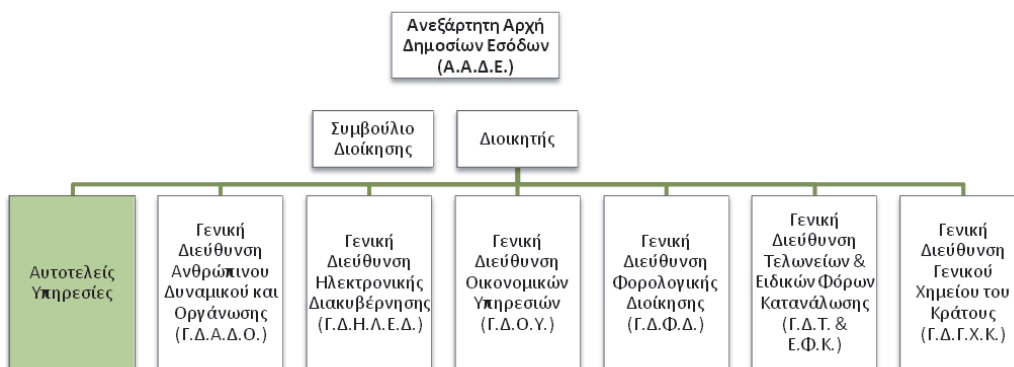 Ανεξάρτητη Αρχή
Δημοσίων Εσόδων
(Α.Α.Δ.Ε.)
Συμβούλιο
Διοίκησης
Διοικητής
Αυτοτελείς
Υπηρεσίες
Γενική
Διεύθυνση
Ανθρώπινου
Δυναμικού και
Οργάνωσης
(Γ.Δ.Α.Δ.Ο.)
Γενική
Διεύθυνση
Ηλεκτρονικής
Διακυβέρνησης
(Γ.Δ.Η.Λ.Ε.Δ.)
Γενική
Διεύθυνση
Οικονομικών
Υπηρεσιών
(Γ.Δ.Ο.Υ.)
Γενική
Διεύθυνση
Φορολογικής
Διοίκησης
(Γ.Δ.Φ.Δ.)
Γενική
Διεύθυνση
Τελωνείων &
Ειδικών Φόρων
Κατανάλωσης
(Γ.Δ.Τ. &
Ε.Φ.Κ.)
Γενική
Διεύθυνση
Γενικού
Χημείου του
Κράτους
(Γ.Δ.Γ.Χ.Κ.)